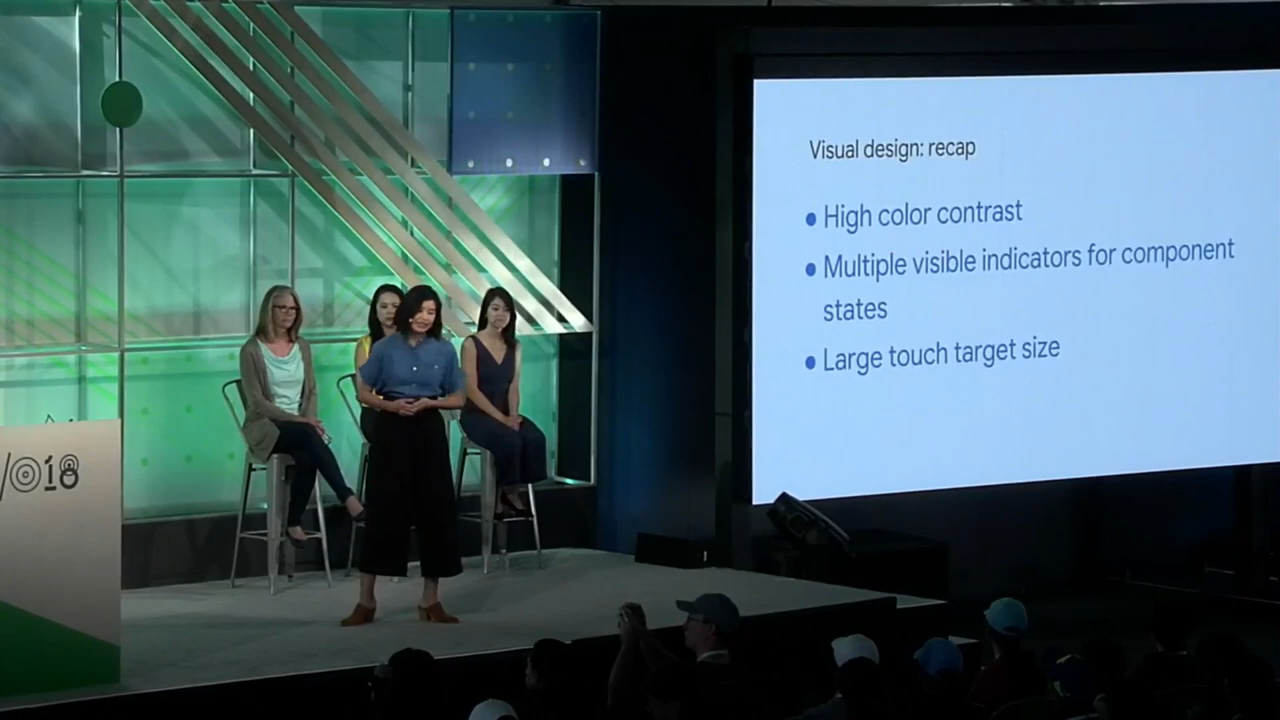 Visual design: recap
● High color contrast
● Multiple visible indicators for component
states
● Large touch target size
/O18